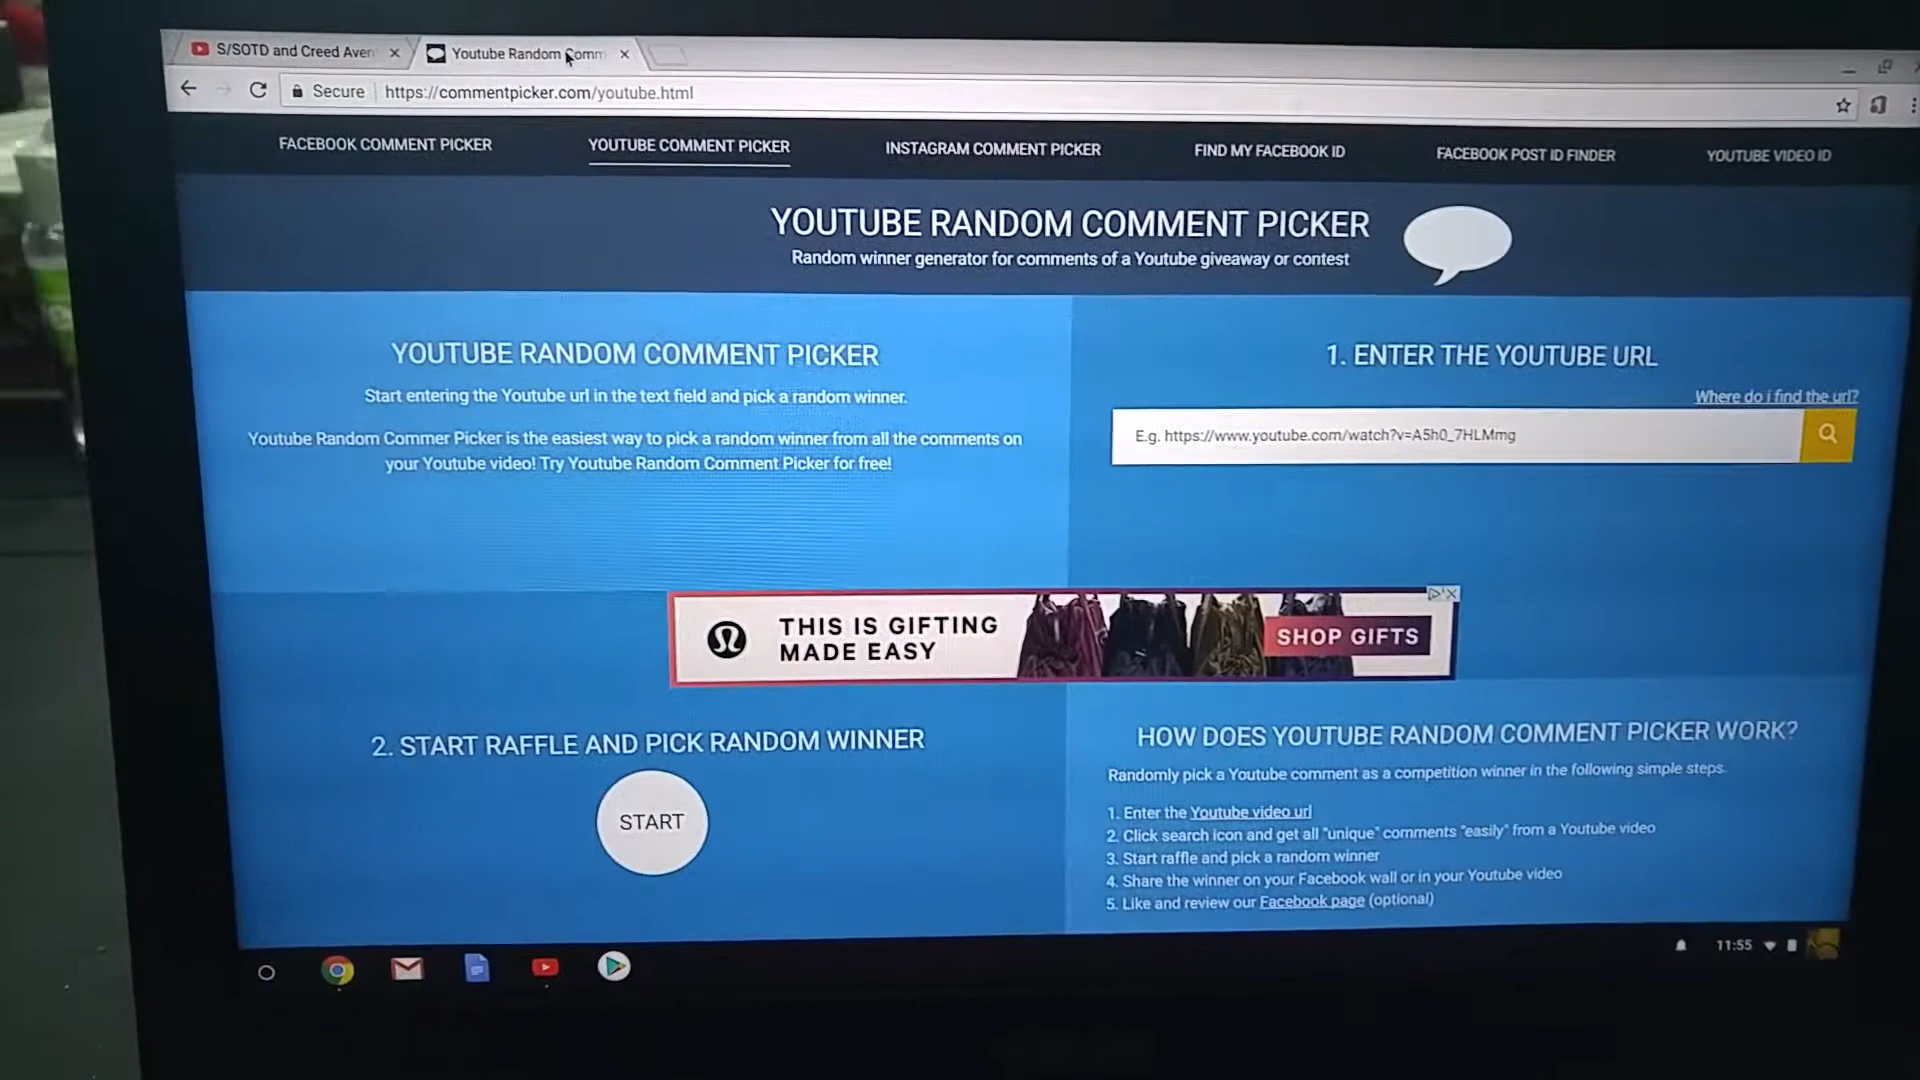 S/SOTD and Creed Aven
Youtube Random Comm
Secure
https://commentpicker.com/youtube.html
FACEBOOK COMMENT PICKER
YOUTUBE COMMENT PICKER
INSTAGRAM COMMENT PICKER
FIND MY FACEBOOK ID
FACEBOOK POST ID FINDER
YOUTUBE VIDEO ID
YOUTUBE RANDOM COMMENT PICKER
Random winner generator for comments of a Youtube giveaway or contest
YOUTUBE RANDOM COMMENT PICKER
Start entering the Youtube url in the text field and pick a random winner.
Youtube Random Commer Picker is the easiest way to pick a random winner from all the comments on
your Youtube video! Try Youtube Random Comment Picker for free!
1. ENTER THE YOUTUBE URL
Where do i find the url?
E.g. https://www.youtube.com/watch?v=A5h0_7HLMmg
THIS IS GIFTING
MADE EASY
SHOP GIFTS
2. START RAFFLE AND PICK RANDOM WINNER
START
HOW DOES YOUTUBE RANDOM COMMENT PICKER WORK?
Randomly pick a Youtube comment as a competition winner in the following simple steps.
1. Enter the Youtube video url
2. Click search icon and get all "unique" comments "easily" from a Youtube video
3. Start raffle and pick a random winner
4. Share the winner on your Facebook wall or in your Youtube video
5. Like and review our Facebook page (optional)
11:55